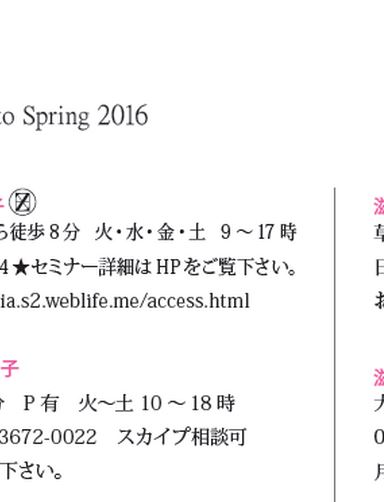 to Spring 2016
子 Ⓩ
ら徒歩8分 火・水・金・土 9～17時
4★セミナー詳細はHPをご覧下さい。
ia.s2.weblife.me/access.html
子
分 P有 火～土 10～18時
3672-0022 スカイプ相談可
下さい。
滋
草
日
お
滋
大
0
月